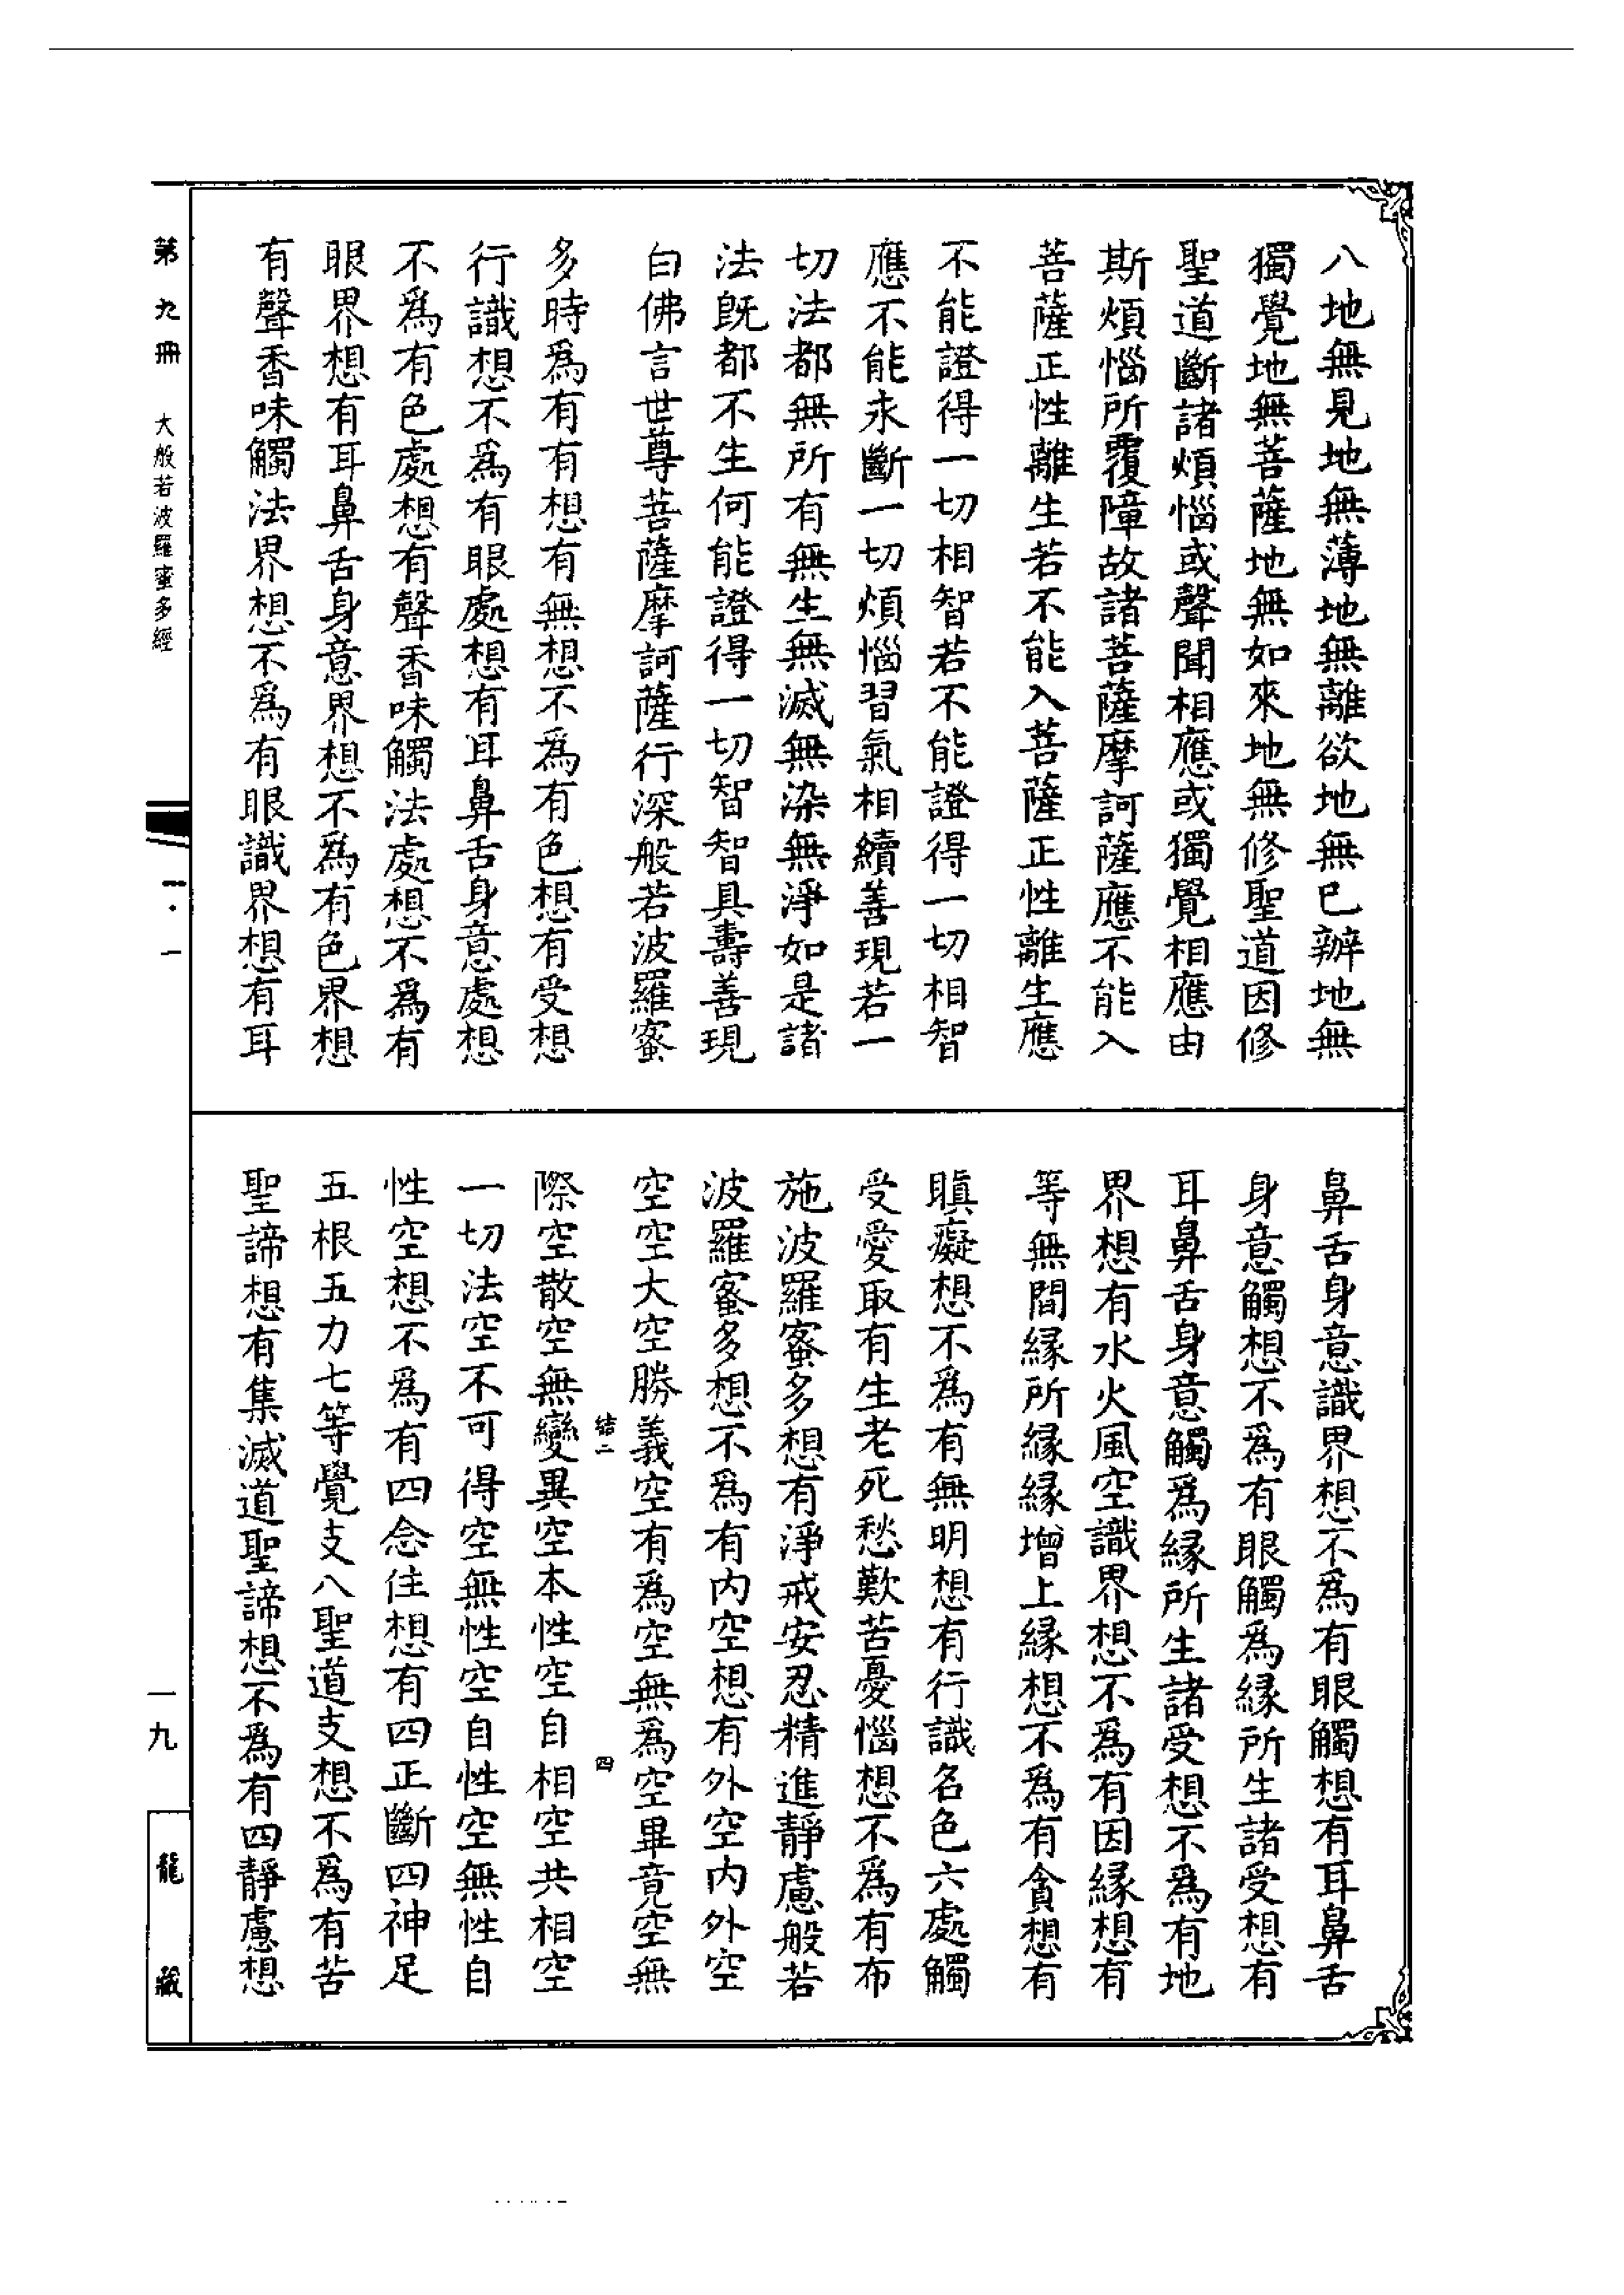 八地無見地無薄地無離欲地無已辦地無
獨覺地無菩薩地無如來地無修聖道因修
聖道斷諸煩惱或聲聞相應或獨覺相應由
斯煩惱所覆障故諸菩薩摩訶薩應不能入
菩薩正性離生若不能入菩薩正性離生應
不能證得一切相智若不能證得一切相智
應不能永斷一切煩惱習氣相續善現若一
切法都無所有無生無滅無染無淨如是諸
法既都不生何能證得一切智智具壽善現
白佛言世尊菩薩摩訶薩行深般若波羅蜜
多時為有有想有無想不為有色想有受想
行識想不為有眼處想有耳鼻舌身意處想
不為有色處想有聲香味觸法處想不為有
眼界想有耳鼻舌身意界想不為有色界想
有聲香味觸法界想不為有眼識界想有耳
鼻舌身意識界想不為有眼觸想有耳鼻舌
身意觸想不為有眼觸為緣所生諸受想有
耳鼻舌身意觸為緣所生諸受想不為有地
界想有水火風空識界想不為有因緣想有
等無間緣所緣緣增上緣想不為有貪想有
瞋癡想不為有無明想有行識名色六處觸
受愛取有生老死愁歎苦憂惱想不為有布
施波羅蜜多想有淨戒安忍精進靜慮般若
波羅蜜多想不為有內空想有外空內外空
空空大空勝義空有為空無為空畢竟空無
結二 四
際空散空無變異空本性空自相空共相空
一切法空不可得空無性空自性空無性自
性空想不為有四念住想有四正斷四神足
五根五力七等覺支八聖道支想不為有苦
聖諦想有集滅道聖諦想不為有四靜慮想
第九冊 大般若波羅蜜多經
一·一
一九
龍藏